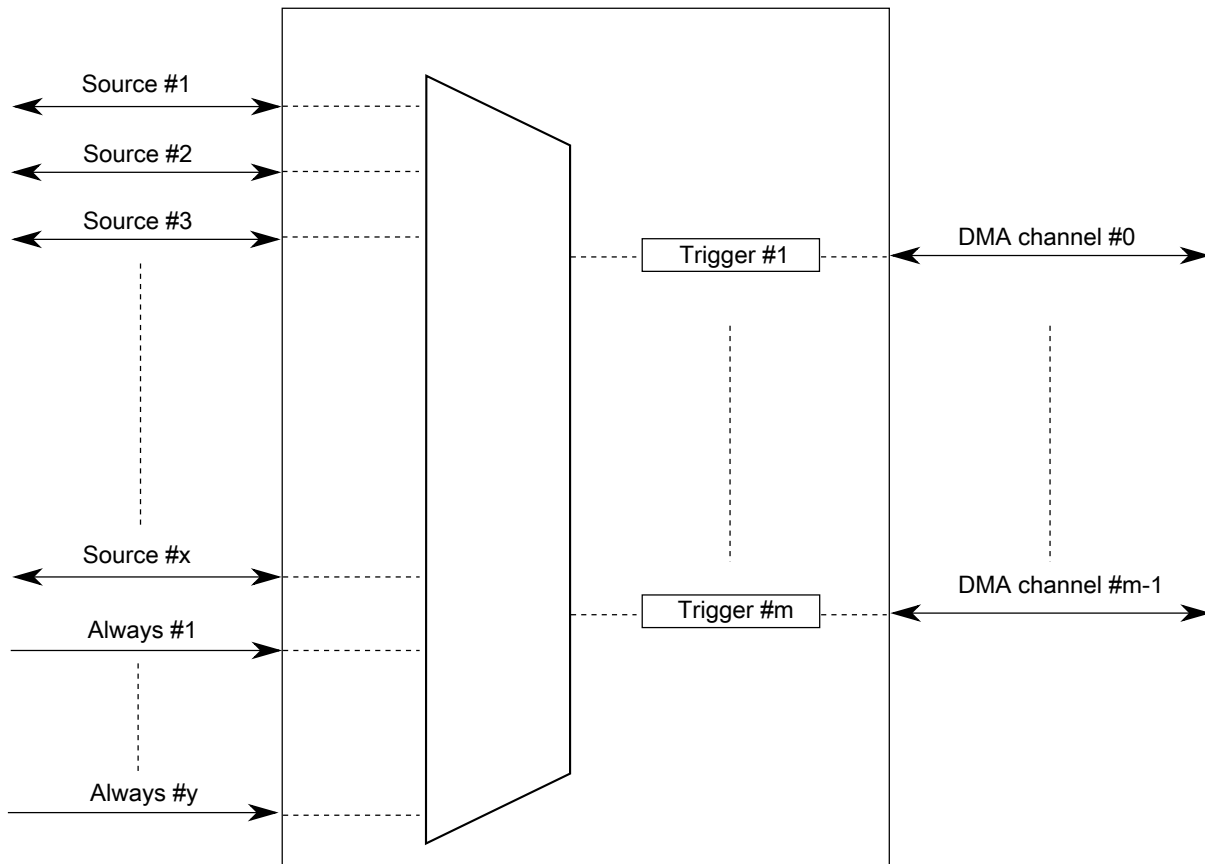 Source #1
Source #2
Source #3
Trigger #1
DMA channel #0
Source #x
Trigger #m
DMA channel #m-1
Always #1
Always #y